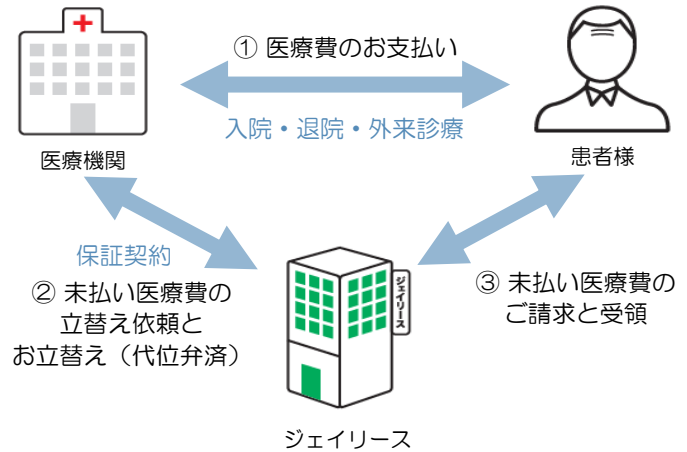 ① 医療費のお支払い
入院・退院・外来診療
医療機関
患者様
保証契約
② 未払い医療費の
立替え依頼と
お立替え（代位弁済）
③ 未払い医療費の
ご請求と受領
ジェイリース
ジェイリース